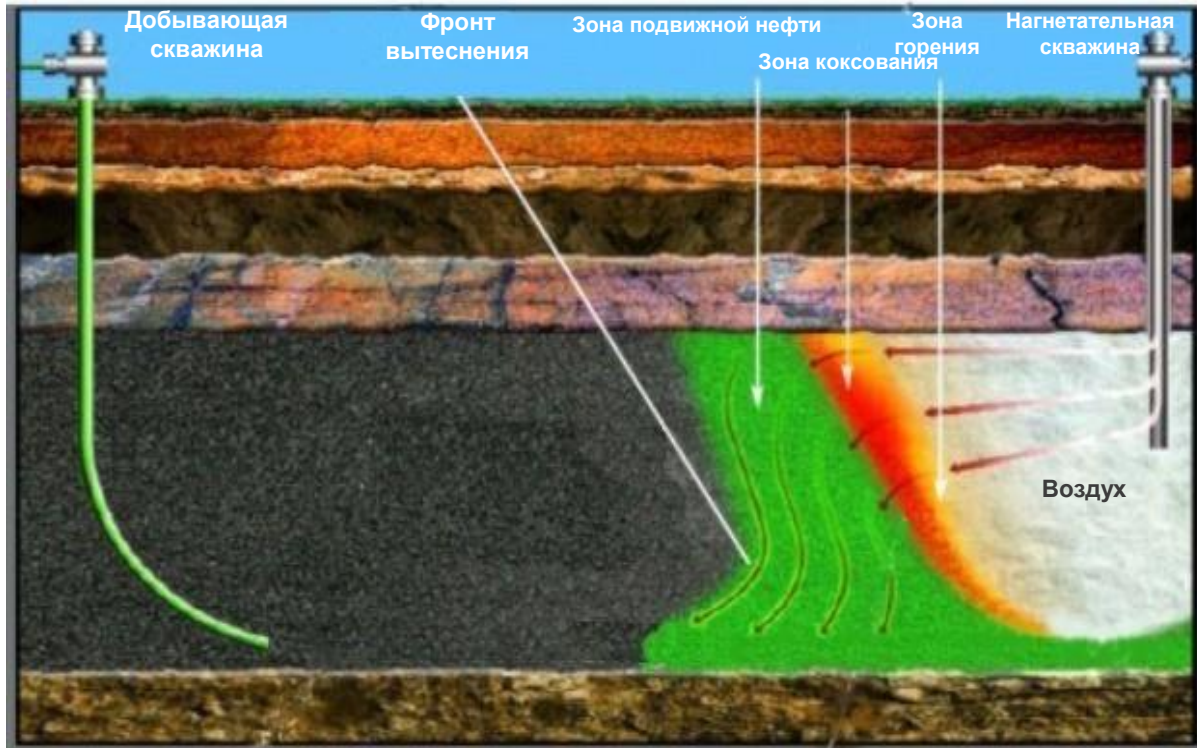 Добывающая
скважина
Фронт
вытеснения
Зона подвижной нефти
Зона коксования
Зона
горения
Нагнетательная
скважина
Воздух